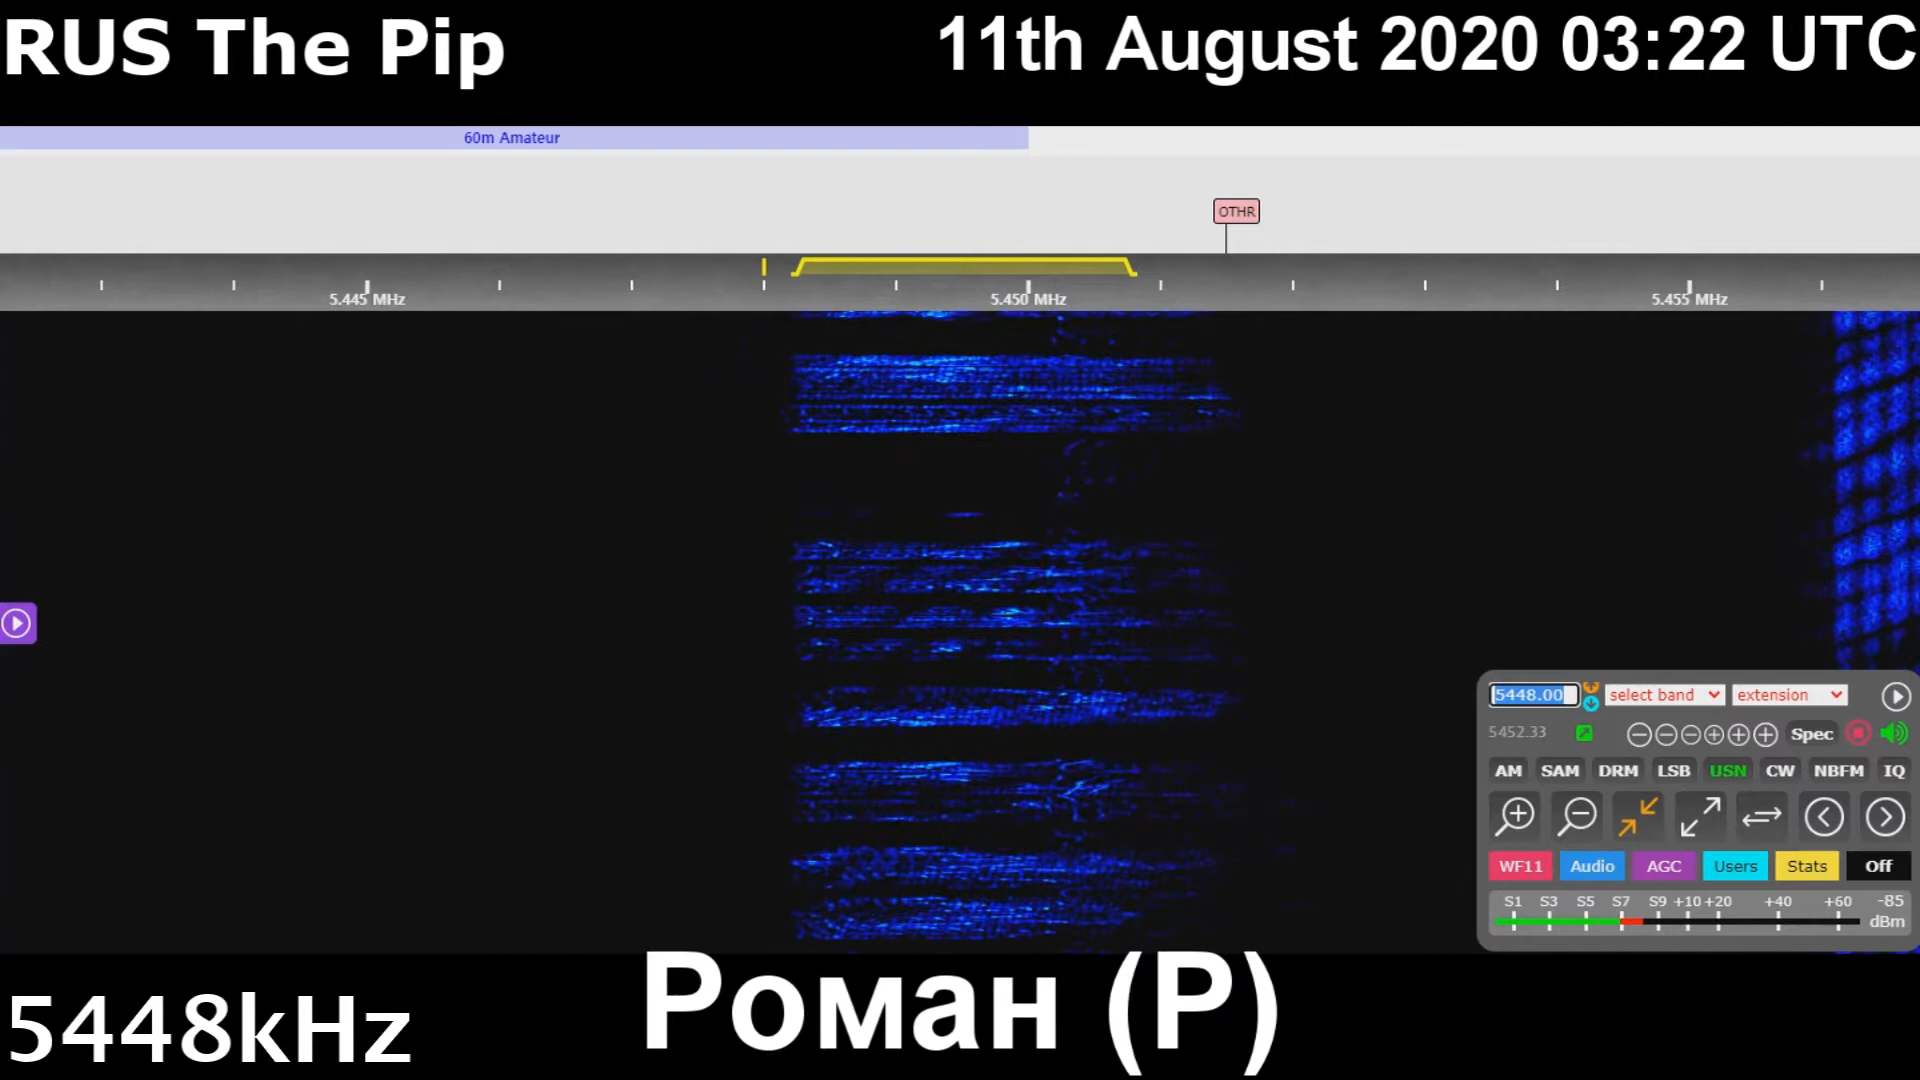 RUS The Pip
11th August 2020 03:22 UTC
60m Amateur
OTHR
5.445 MHz
5.450 MHz
5.455 MHz
5448.00
select band
extension
5452.33
Spec
AM SAM DRM LSB USN CW NBFM IQ
WF11 Audio AGC Users Stats Off
S1 S3 S5 S7 S9 +10 +20 +40 +60 -85
dBm
Роман (Р)
5448kHz